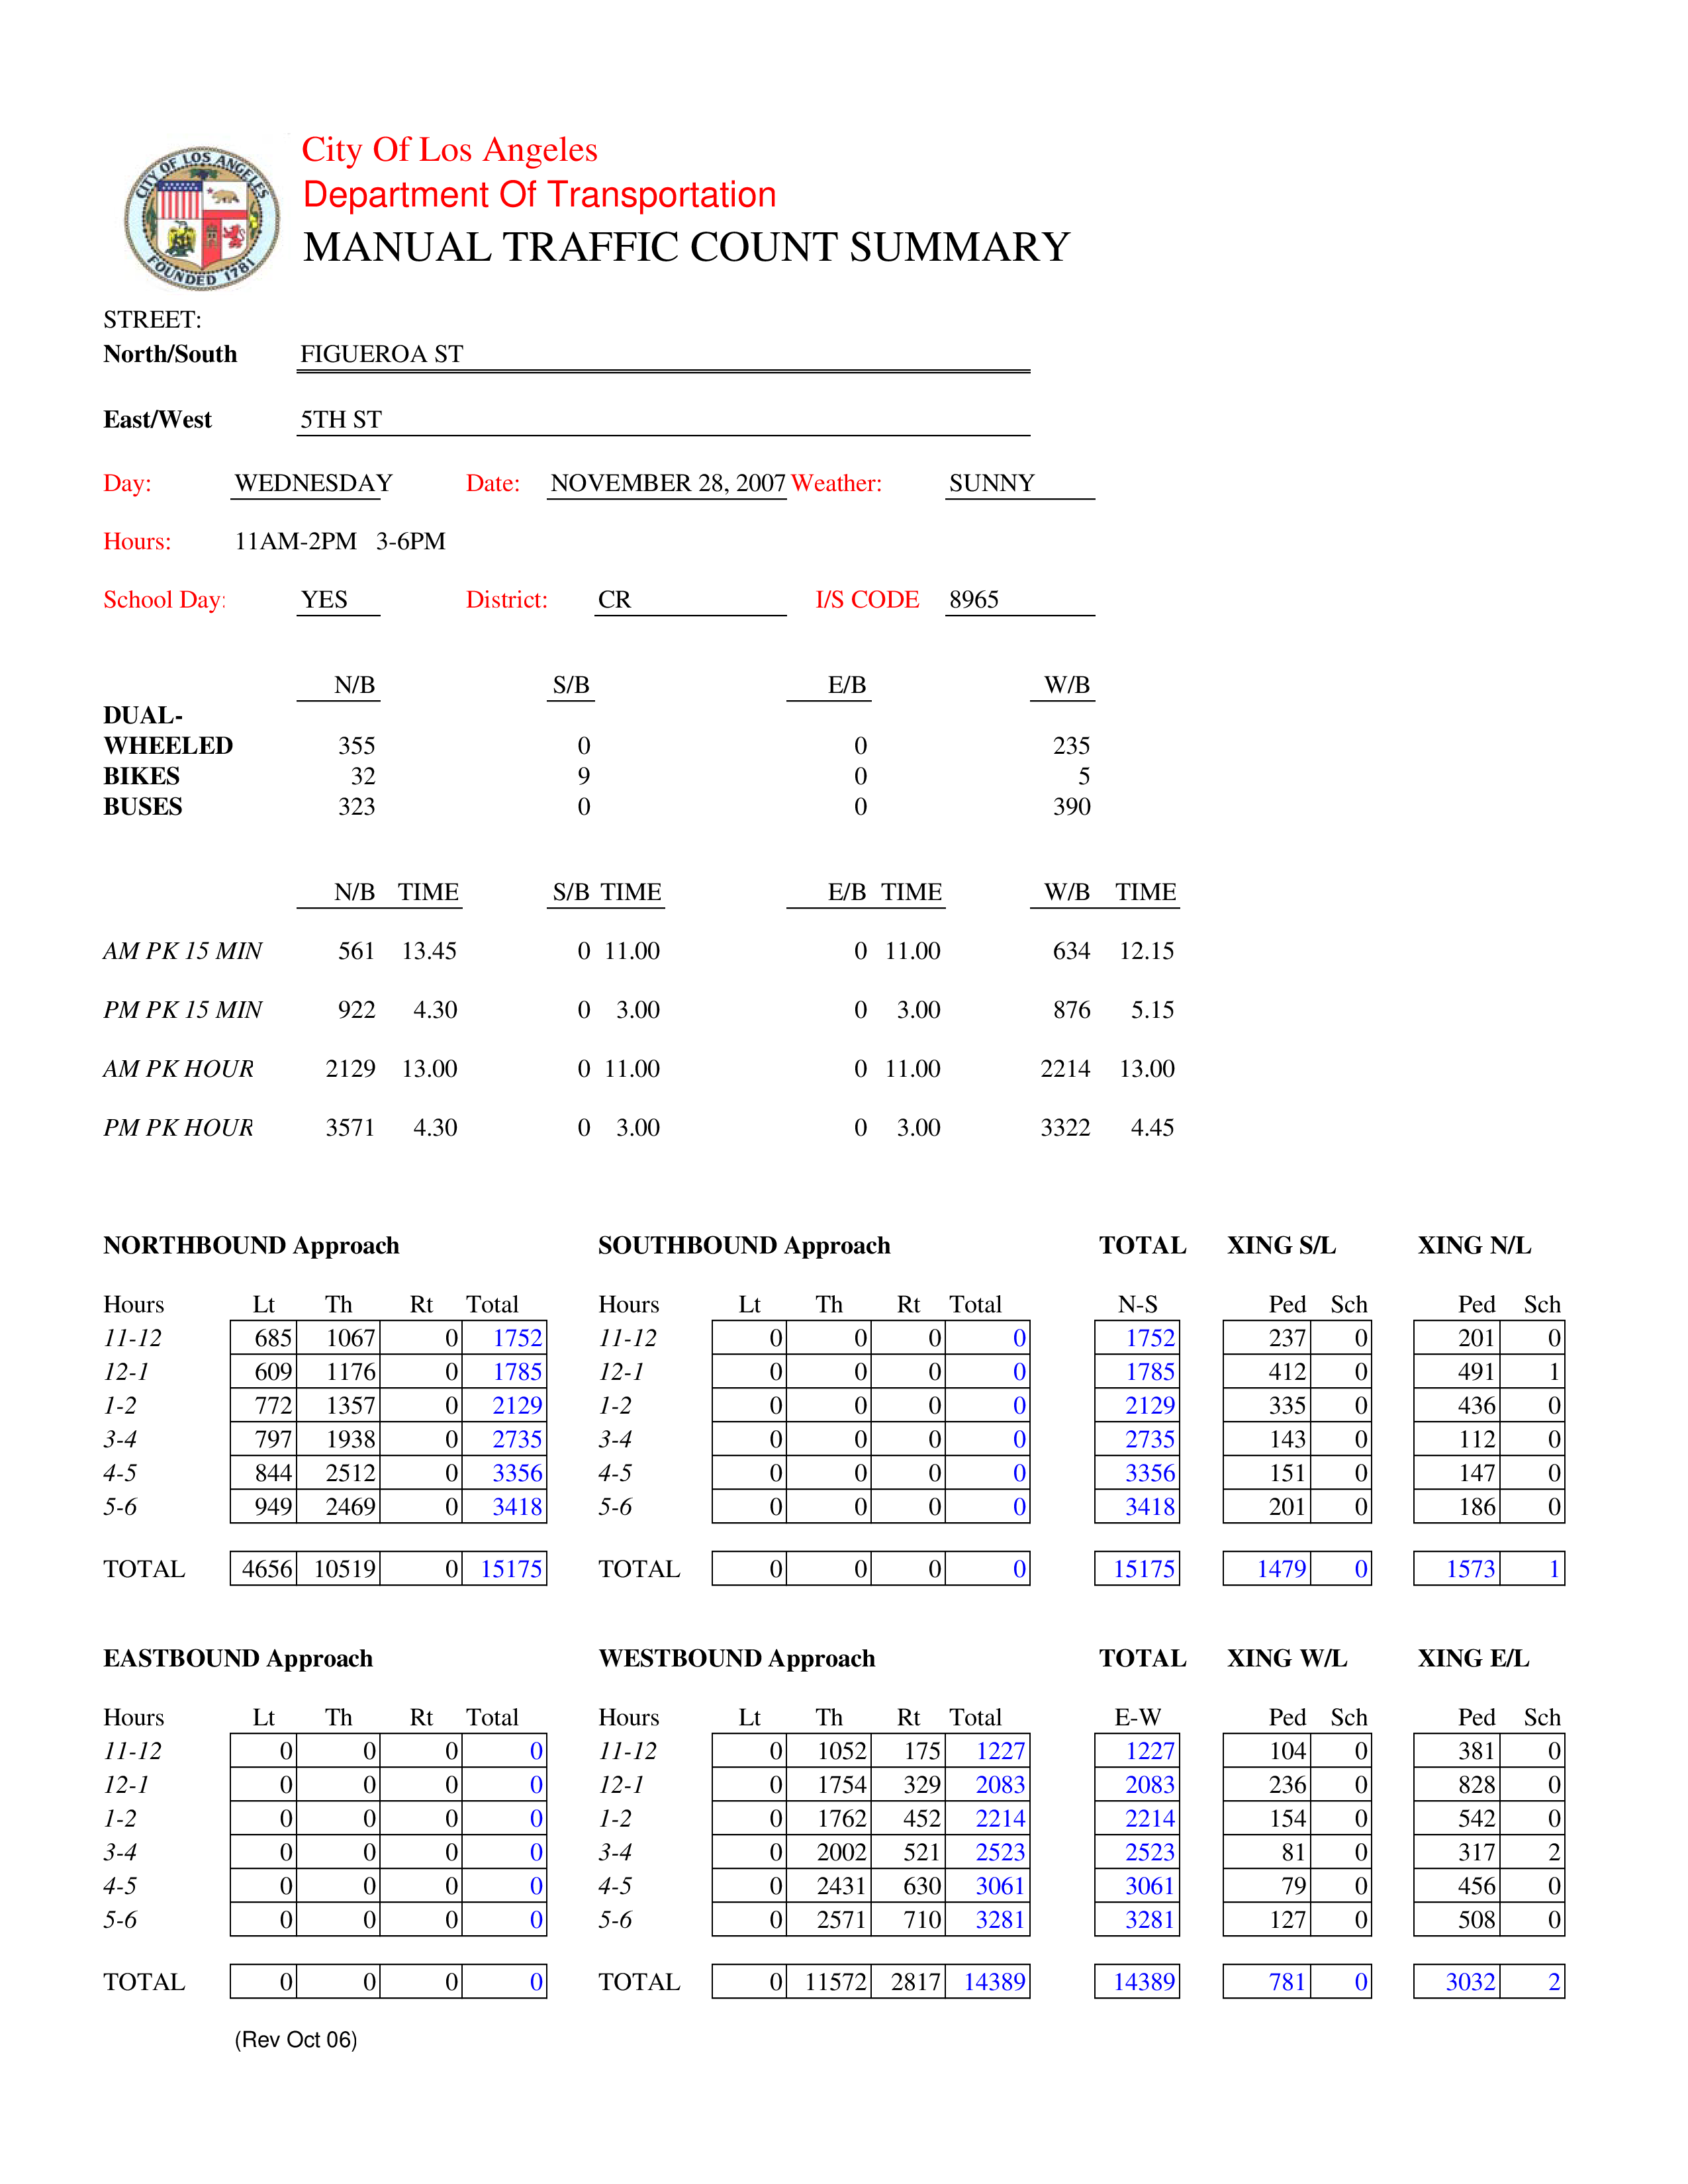 CITY OF LOS ANGELES
FOUNDED 1781
City Of Los Angeles
Department Of Transportation
MANUAL TRAFFIC COUNT SUMMARY
STREET:
North/South FIGUEROA ST
East/West 5TH ST
Day: WEDNESDAY Date: NOVEMBER 28, 2007 Weather: SUNNY
Hours: 11AM-2PM 3-6PM
School Day: YES District: CR I/S CODE 8965
N/B S/B E/B W/B
DUAL-
WHEELED 355 0 0 235
BIKES 32 9 0 5
BUSES 323 0 0 390
N/B TIME S/B TIME E/B TIME W/B TIME
AM PK 15 MIN 561 13.45 0 11.00 0 11.00 634 12.15
PM PK 15 MIN 922 4.30 0 3.00 0 3.00 876 5.15
AM PK HOUR 2129 13.00 0 11.00 0 11.00 2214 13.00
PM PK HOUR 3571 4.30 0 3.00 0 3.00 3322 4.45
NORTHBOUND Approach SOUTHBOUND Approach TOTAL XING S/L XING N/L
Hours Lt Th Rt Total Hours Lt Th Rt Total N-S Ped Sch Ped Sch
11-12 685 1067 0 1752 11-12 0 0 0 0 1752 237 0 201 0
12-1 609 1176 0 1785 12-1 0 0 0 0 1785 412 0 491 1
1-2 772 1357 0 2129 1-2 0 0 0 0 2129 335 0 436 0
3-4 797 1938 0 2735 3-4 0 0 0 0 2735 143 0 112 0
4-5 844 2512 0 3356 4-5 0 0 0 0 3356 151 0 147 0
5-6 949 2469 0 3418 5-6 0 0 0 0 3418 201 0 186 0
TOTAL 4656 10519 0 15175 TOTAL 0 0 0 0 15175 1479 0 1573 1
EASTBOUND Approach WESTBOUND Approach TOTAL XING W/L XING E/L
Hours Lt Th Rt Total Hours Lt Th Rt Total E-W Ped Sch Ped Sch
11-12 0 0 0 0 11-12 0 1052 175 1227 1227 104 0 381 0
12-1 0 0 0 0 12-1 0 1754 329 2083 2083 236 0 828 0
1-2 0 0 0 0 1-2 0 1762 452 2214 2214 154 0 542 0
3-4 0 0 0 0 3-4 0 2002 521 2523 2523 81 0 317 2
4-5 0 0 0 0 4-5 0 2431 630 3061 3061 79 0 456 0
5-6 0 0 0 0 5-6 0 2571 710 3281 3281 127 0 508 0
TOTAL 0 0 0 0 TOTAL 0 11572 2817 14389 14389 781 0 3032 2
(Rev Oct 06)